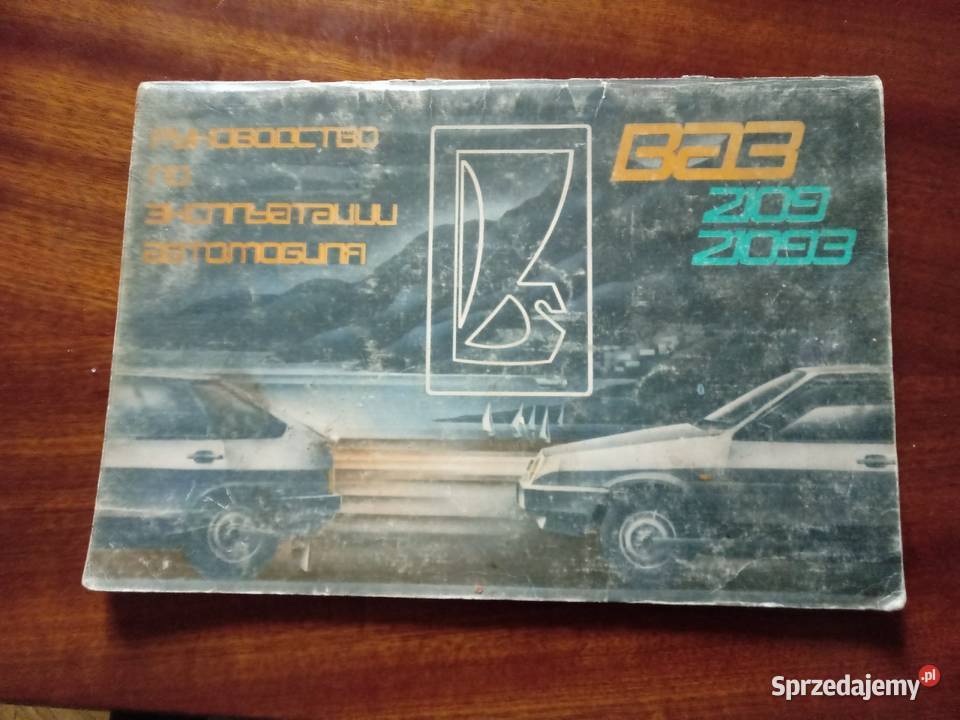 РУКОВОДСТВО
ПО
ЭКСПЛУАТАЦИИ
АВТОМОБИЛЯ
ВАЗ
2109
21093
Sprzedajemy.pl